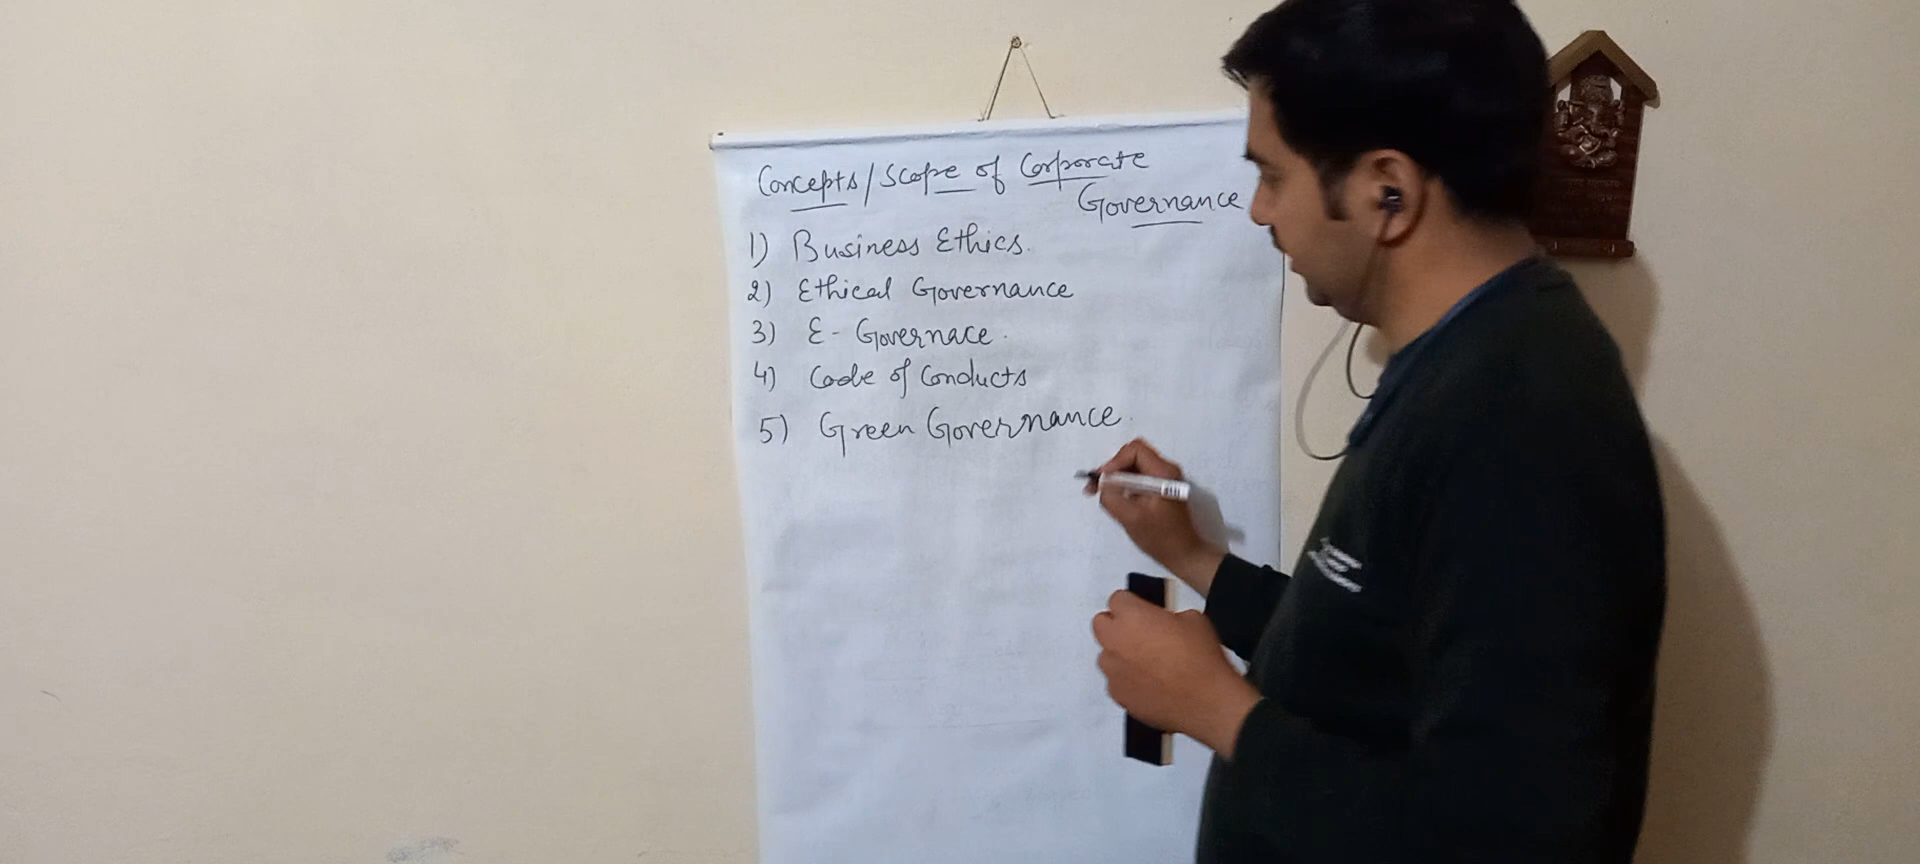 Concepts/Scope of Corporate
Governance
1) Business Ethics.
2) Ethical Governance
3) E-Governace.
4) Code of Conducts
5) Green Governance.